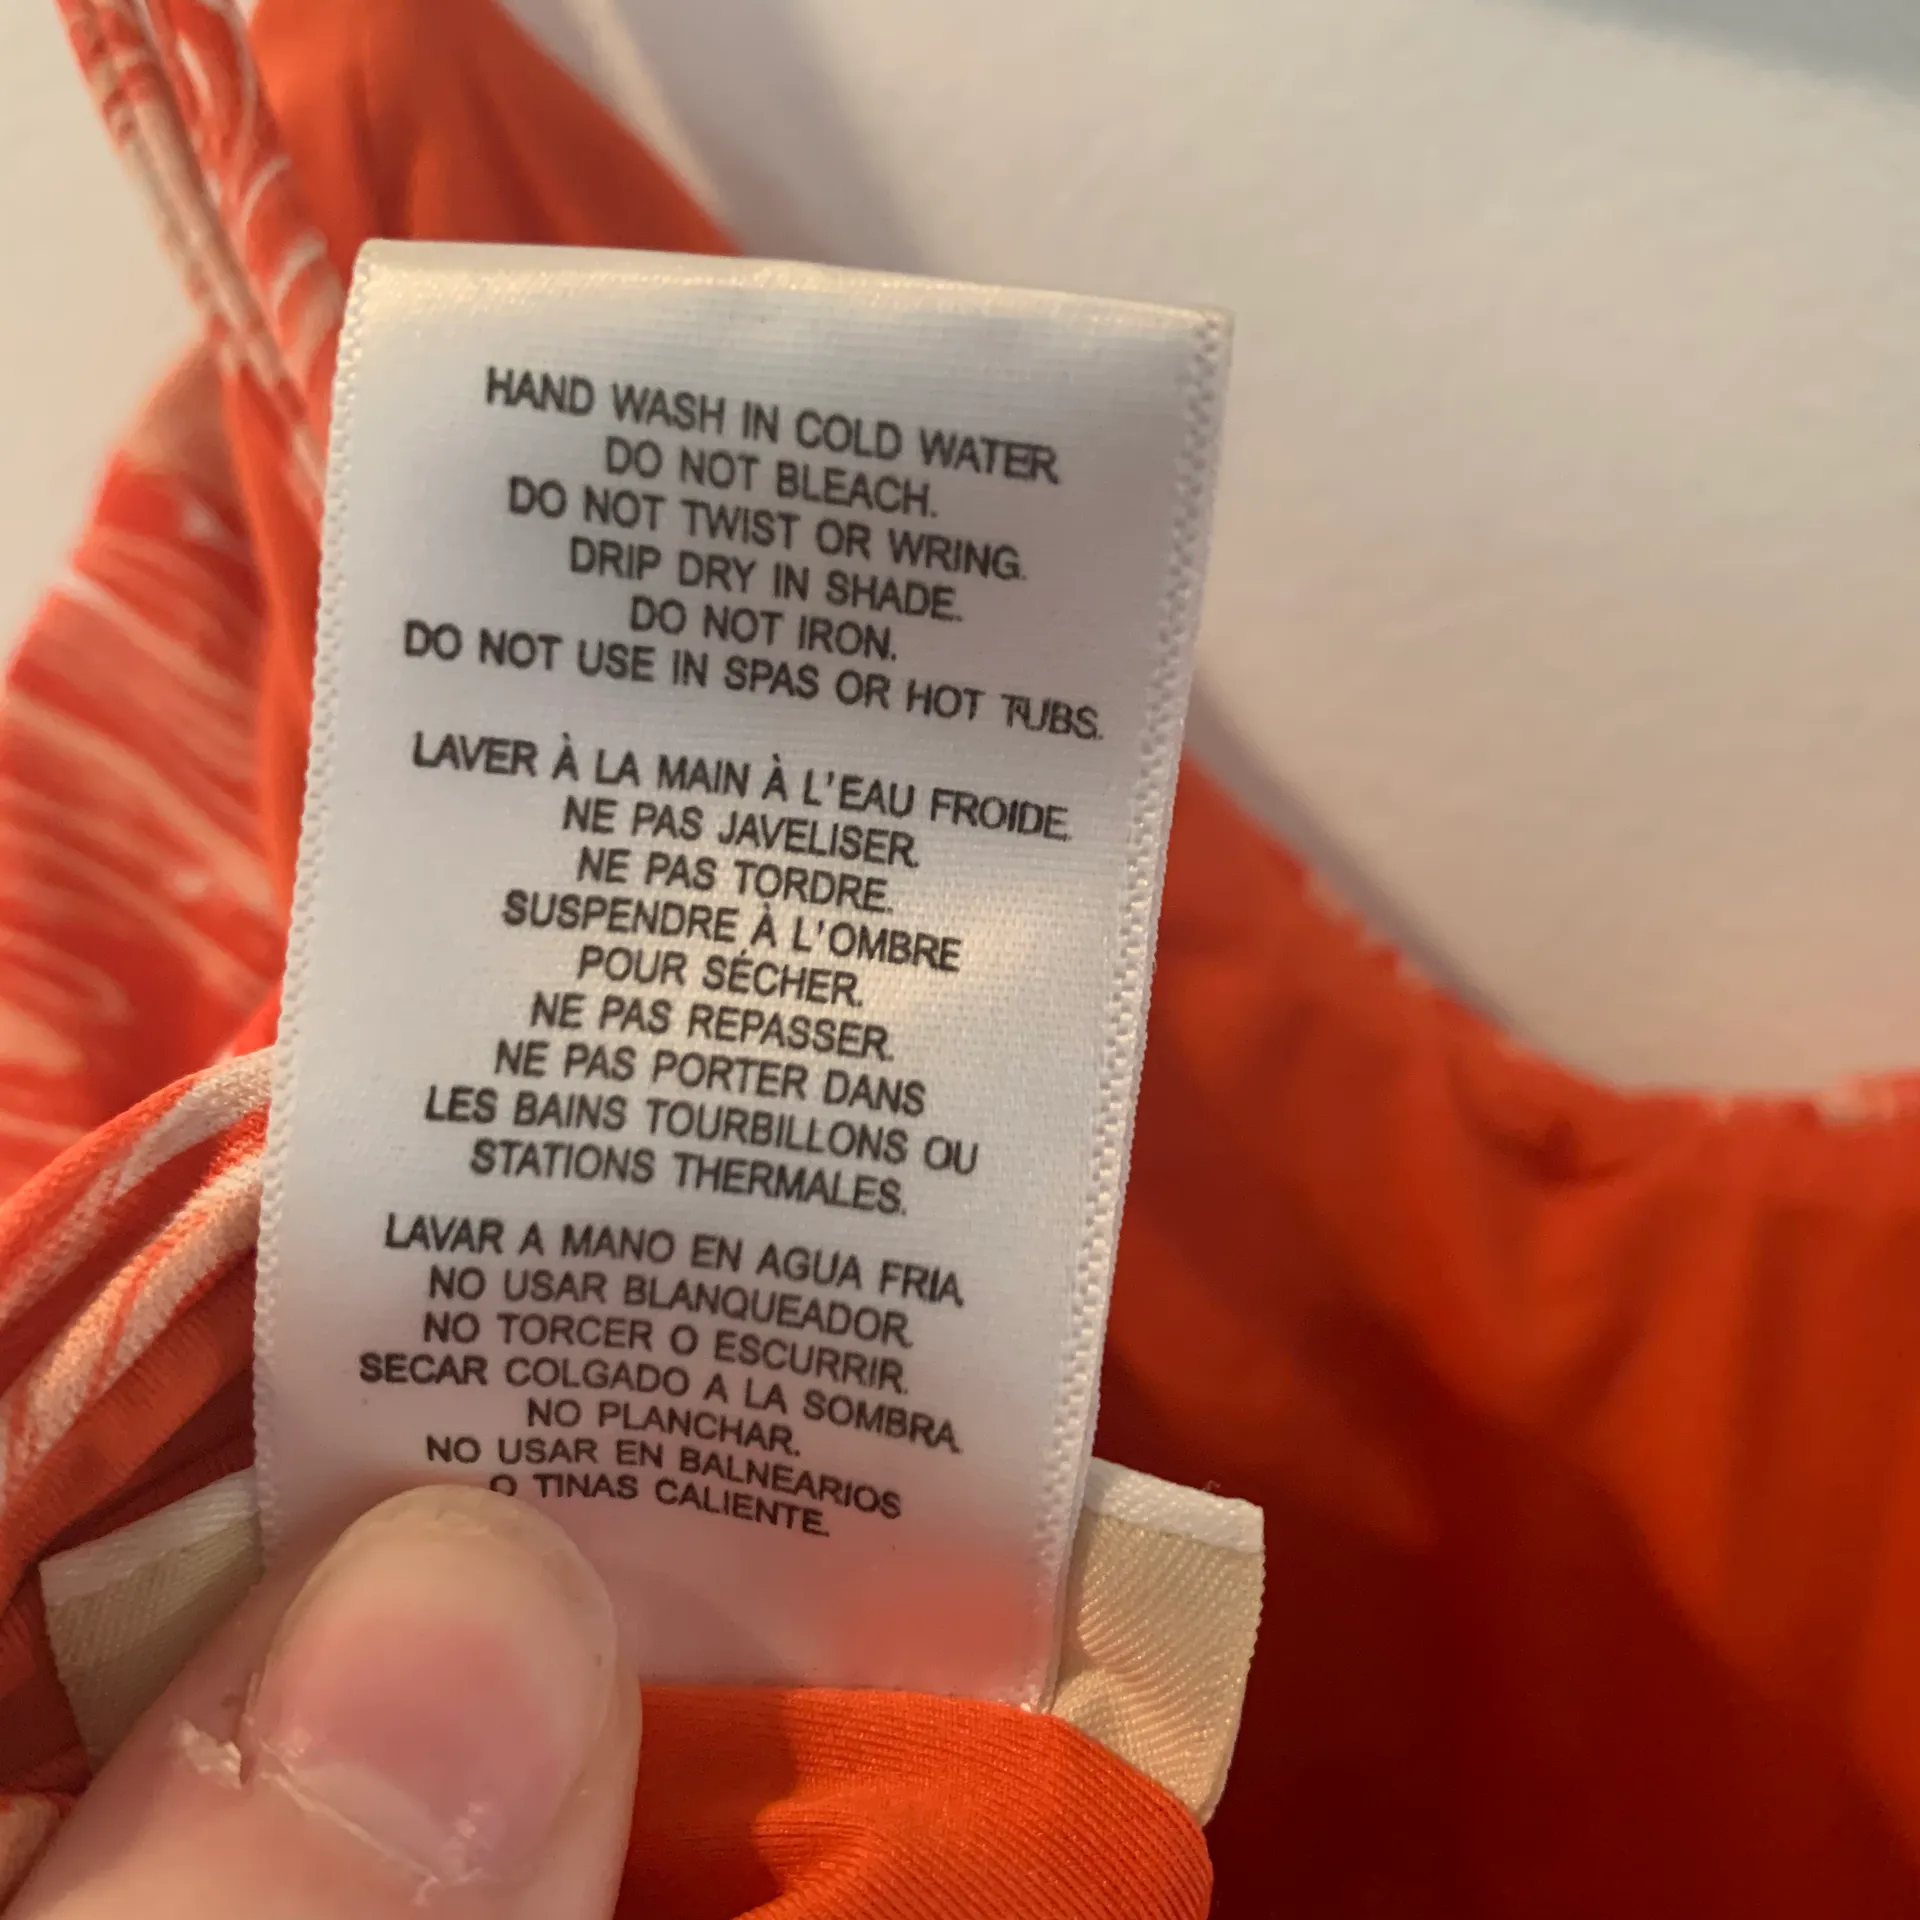 HAND WASH IN COLD WATER
DO NOT BLEACH.
DO NOT TWIST OR WRING.
DRIP DRY IN SHADE.
DO NOT IRON.
DO NOT USE IN SPAS OR HOT TUBS.
LAVER À LA MAIN À L'EAU FROIDE.
NE PAS JAVELISER.
NE PAS TORDRE.
SUSPENDRE À L'OMBRE
POUR SÉCHER.
NE PAS REPASSER.
NE PAS PORTER DANS
LES BAINS TOURBILLONS OU
STATIONS THERMALES.
LAVAR A MANO EN AGUA FRIA.
NO USAR BLANQUEADOR.
NO TORCER O ESCURRIR.
SECAR COLGADO A LA SOMBRA.
NO PLANCHAR.
NO USAR EN BALNEARIOS
O TINAS CALIENTE.